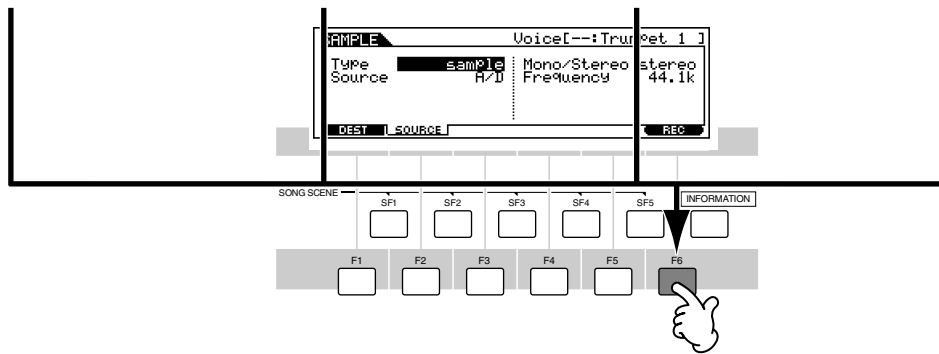 SAMPLE Voice[--:Trumpet 1 ]
Type sample Mono/Stereo stereo
Source A/D Frequency 44.1k
DEST SOURCE REC
SONG SCENE
SF1 SF2 SF3 SF4 SF5 INFORMATION
F1 F2 F3 F4 F5 F6